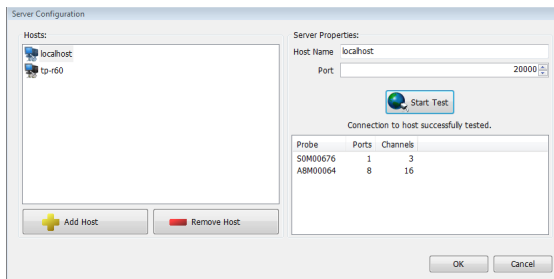 Server Configuration
Hosts:
localhost
tp-r60
Add Host
Remove Host
Server Properties:
Host Name localhost
Port 20000
Start Test
Connection to host successfully tested.
Probe Ports Channels
S0M00676 1 3
A8M00064 8 16
OK Cancel